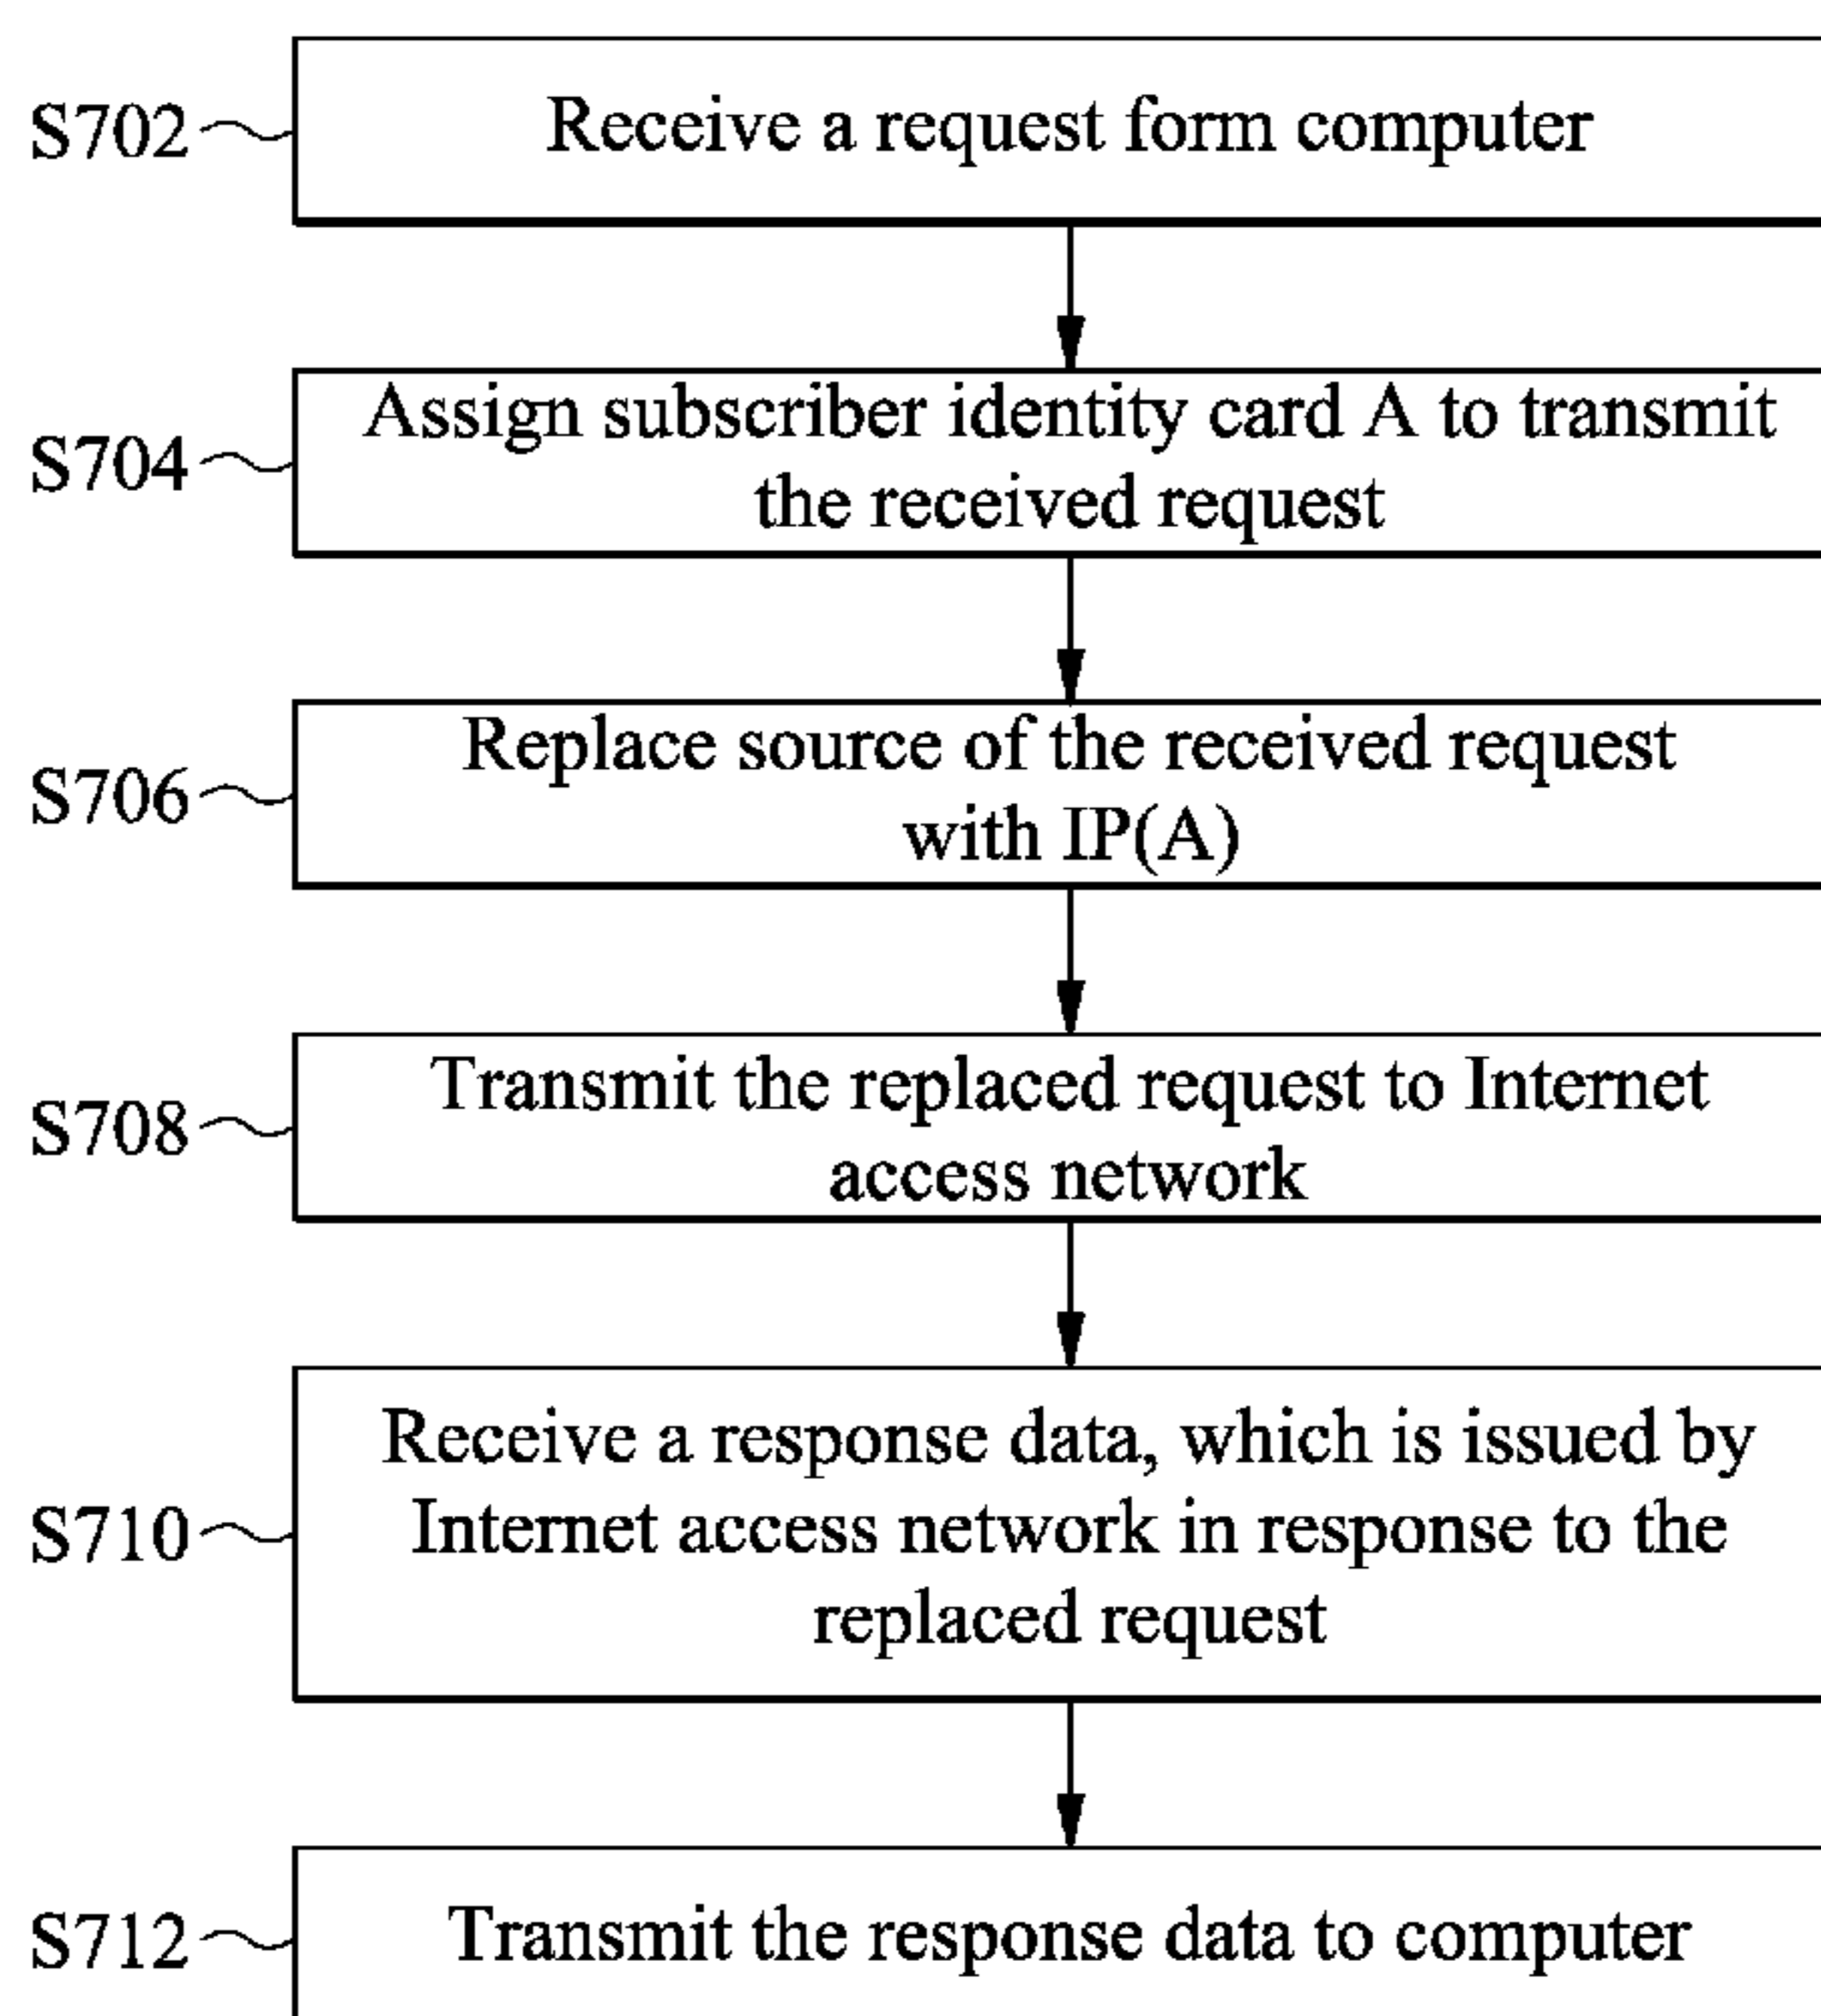 S702
Receive a request form computer
S704
Assign subscriber identity card A to transmit
the received request
S706
Replace source of the received request
with IP(A)
S708
Transmit the replaced request to Internet
access network
S710
Receive a response data, which is issued by
Internet access network in response to the
replaced request
S712
Transmit the response data to computer